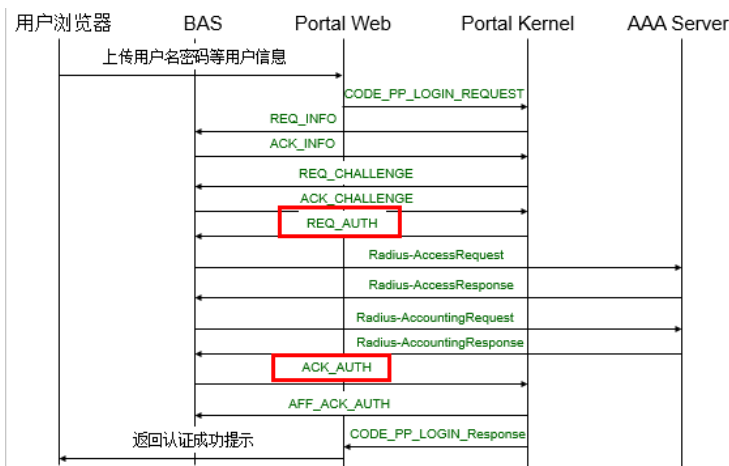 用户浏览器 BAS Portal Web Portal Kernel AAA Server
上传用户名密码等用户信息
CODE_PP_LOGIN_REQUEST
REQ_INFO
ACK_INFO
REQ_CHALLENGE
ACK_CHALLENGE
REQ_AUTH
Radius-AccessRequest
Radius-AccessResponse
Radius-AccountingRequest
Radius-AccountingResponse
ACK_AUTH
AFF_ACK_AUTH
CODE_PP_LOGIN_Response
返回认证成功提示